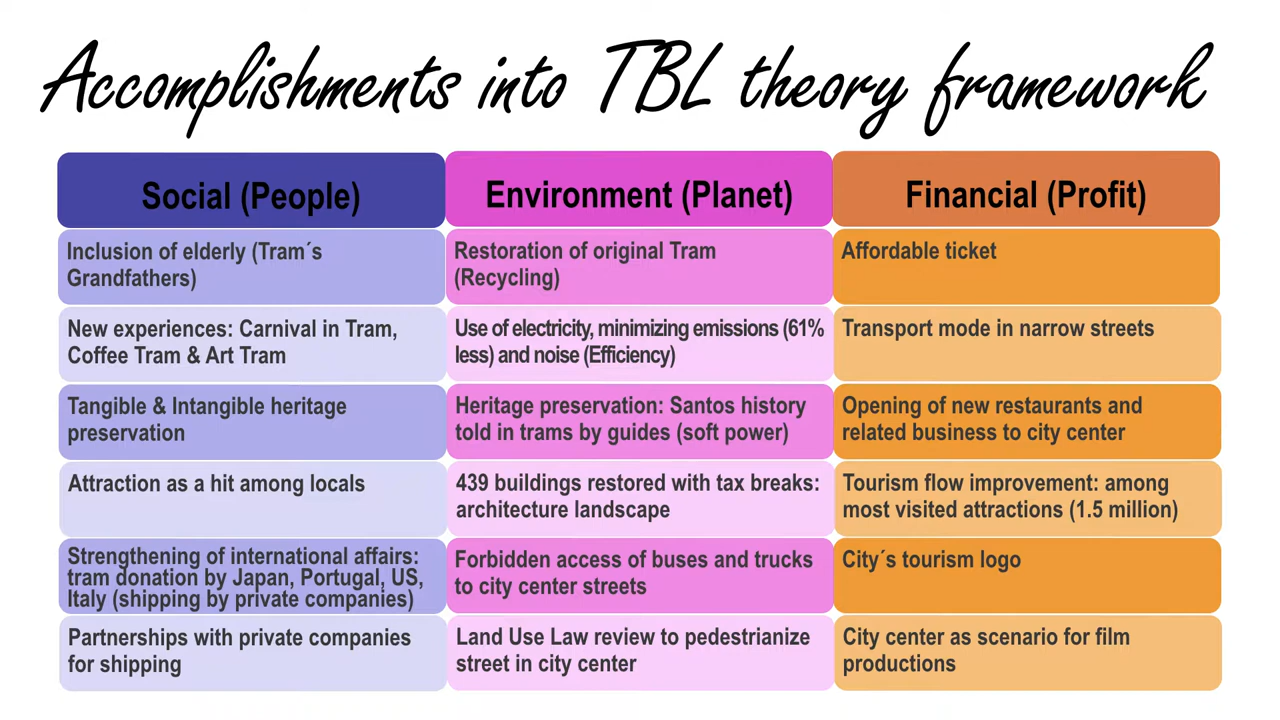 Accomplishments into TBL theory framework
Social (People)
Environment (Planet)
Financial (Profit)
Inclusion of elderly (Tram´s
Grandfathers)
Restoration of original Tram
(Recycling)
Affordable ticket
New experiences: Carnival in Tram,
Coffee Tram & Art Tram
Use of electricity, minimizing emissions (61%
less) and noise (Efficiency)
Transport mode in narrow streets
Tangible & Intangible heritage
preservation
Heritage preservation: Santos history
told in trams by guides (soft power)
Opening of new restaurants and
related business to city center
Attraction as a hit among locals
439 buildings restored with tax breaks:
architecture landscape
Tourism flow improvement: among
most visited attractions (1.5 million)
Strengthening of international affairs:
tram donation by Japan, Portugal, US,
Italy (shipping by private companies)
Forbidden access of buses and trucks
to city center streets
City´s tourism logo
Partnerships with private companies
for shipping
Land Use Law review to pedestrianize
street in city center
City center as scenario for film
productions